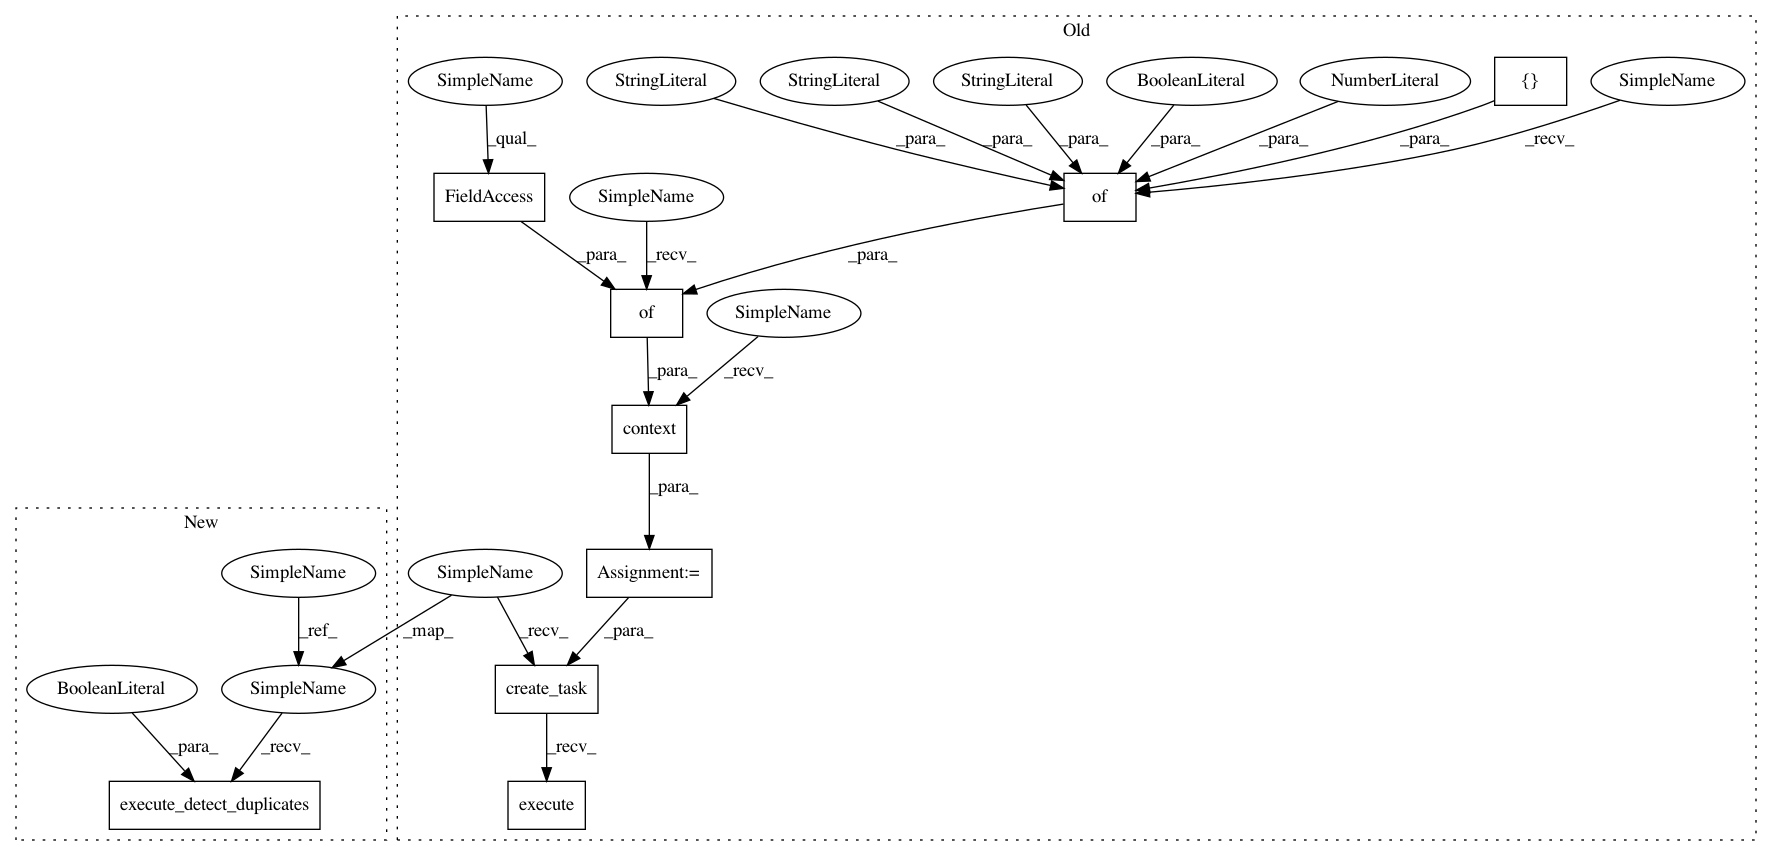 Old
SimpleName
StringLiteral
StringLiteral
StringLiteral
BooleanLiteral
NumberLiteral
{}
SimpleName
_qual_
_para_
_para_
_para_
_para_
_para_
_para_
_recv_
FieldAccess
SimpleName
of
_para_
_recv_
_para_
of
SimpleName
_para_
_recv_
context
_para_
New
SimpleName
SimpleName
Assignment:=
_ref_
_map_
_recv_
_para_
BooleanLiteral
SimpleName
create_task
_para_
_recv_
_recv_
execute_detect_duplicates
execute